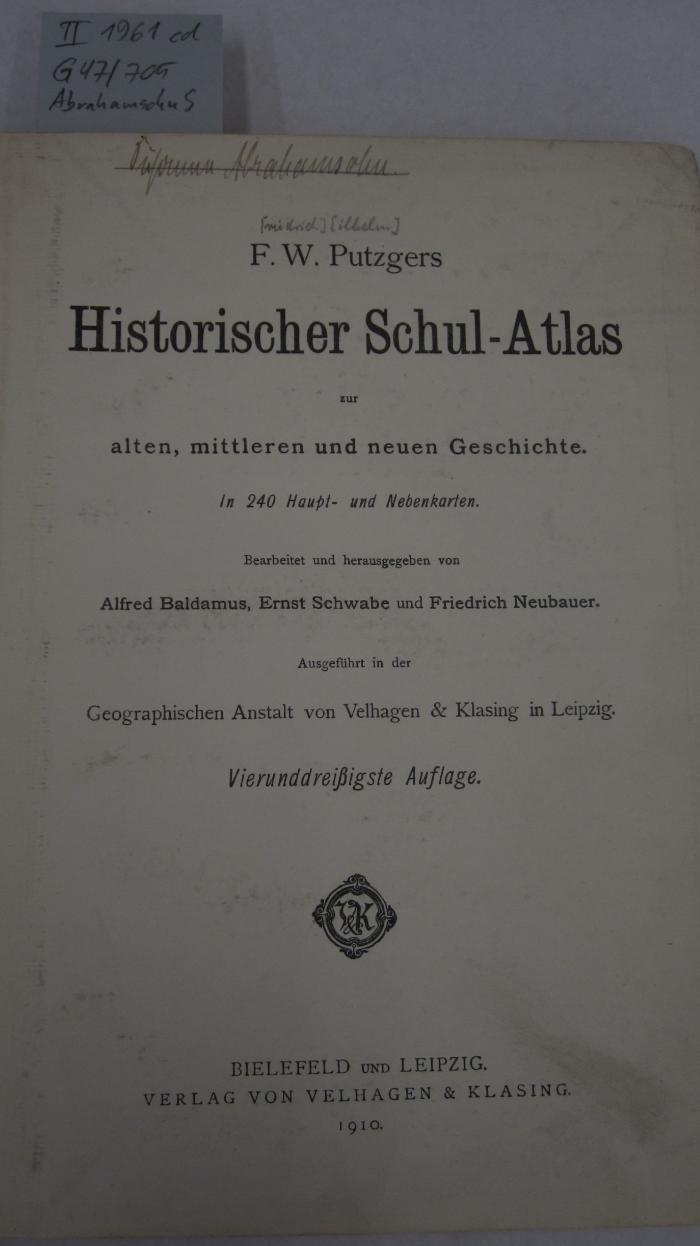 II 1961 cd
G47/705
Abrahamsohn S
Abrahamsohn.
[riedrich] [ilhelm]
F. W. Putzgers
Historischer Schul-Atlas
zur
alten, mittleren und neuen Geschichte.
In 240 Haupt- und Nebenkarten.
Bearbeitet und herausgegeben von
Alfred Baldamus, Ernst Schwabe und Friedrich Neubauer.
Ausgeführt in der
Geographischen Anstalt von Velhagen & Klasing in Leipzig.
Vierunddreißigste Auflage.
V&K
BIELEFELD UND LEIPZIG.
VERLAG VON VELHAGEN & KLASING.
1910.